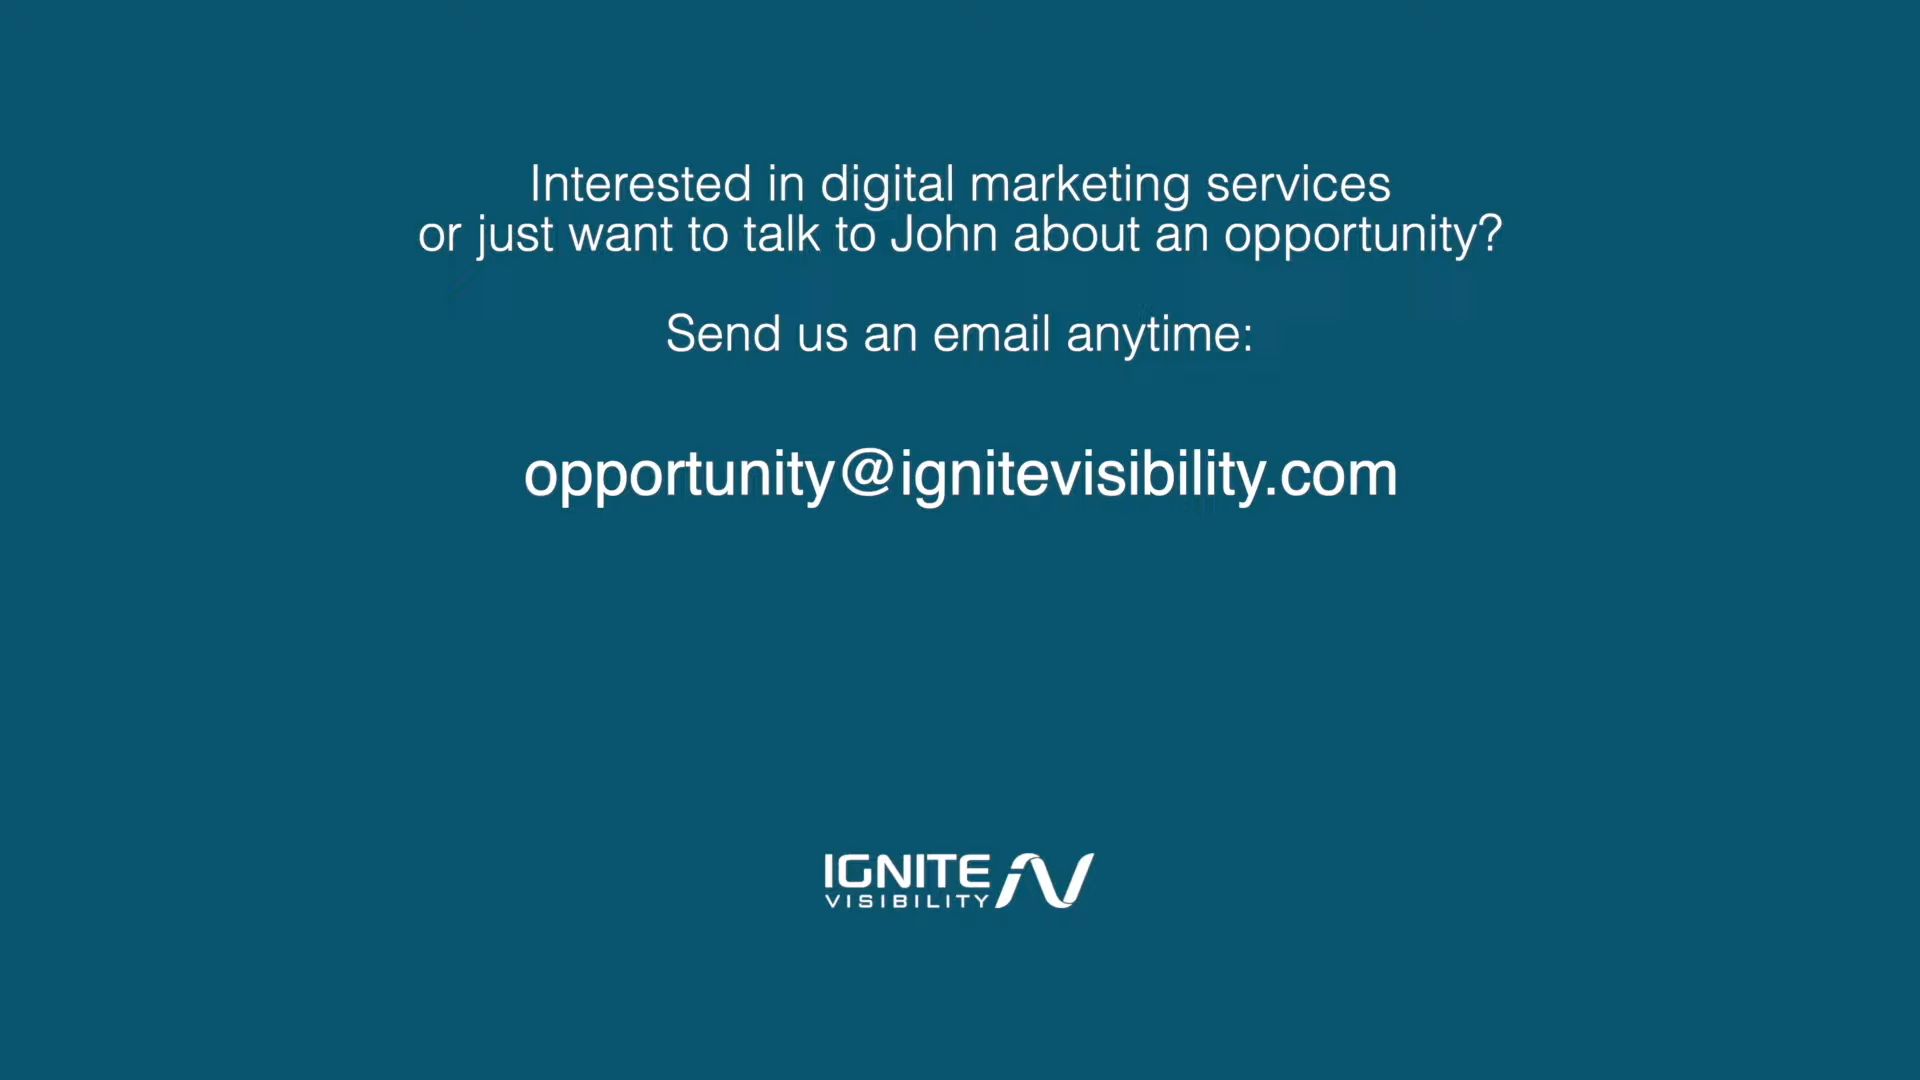 Interested in digital marketing services
or just want to talk to John about an opportunity?
Send us an email anytime:
opportunity@ignitevisibility.com
IGNITE
VISIBILITY